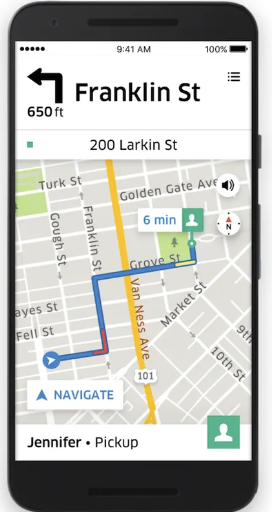 9:41 AM
100%
Franklin St
650 ft
200 Larkin St
Turk St
Golden Gate Ave
6 min
N
Gough St
Franklin St
Grove St
Van Ness Ave
Market St
ayes St
Fell St
9th
10th St
101
NAVIGATE
Jennifer • Pickup